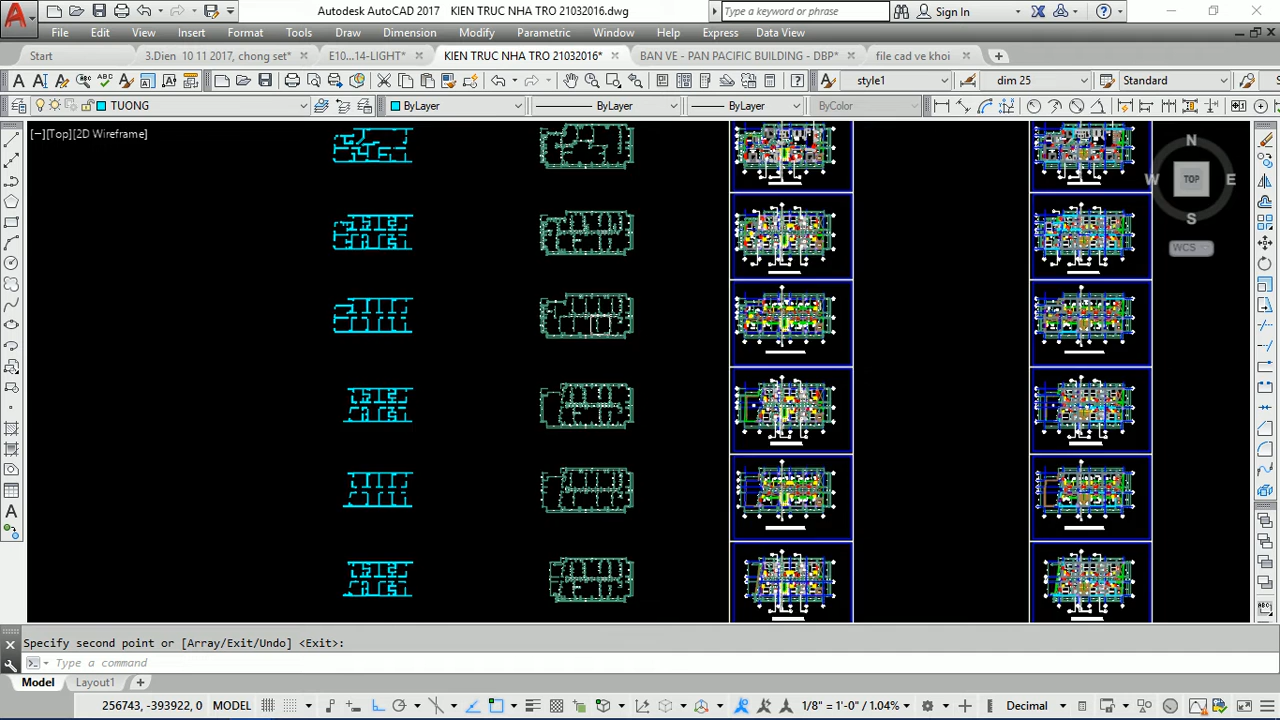 A
Autodesk AutoCAD 2017 KIEN TRUC NHA TRO 21032016.dwg
Type a keyword or phrase
Sign In
File Edit View Insert Format Tools Draw Dimension Modify Parametric Window Help Express Data View
Start
3.Dien 10 11 2017, chong set*
E10...14-LIGHT*
KIEN TRUC NHA TRO 21032016*
BAN VE - PAN PACIFIC BUILDING - DBP*
file cad ve khoi
style1
dim 25
Standard
TUONG
ByLayer
ByLayer
ByLayer
ByColor
[−][Top][2D Wireframe]
N
W TOP E
S
WCS
Specify second point or [Array/Exit/Undo] <Exit>:
Type a command
Model Layout1
256743, -393922, 0 MODEL
1/8" = 1'-0" / 1.04%
Decimal